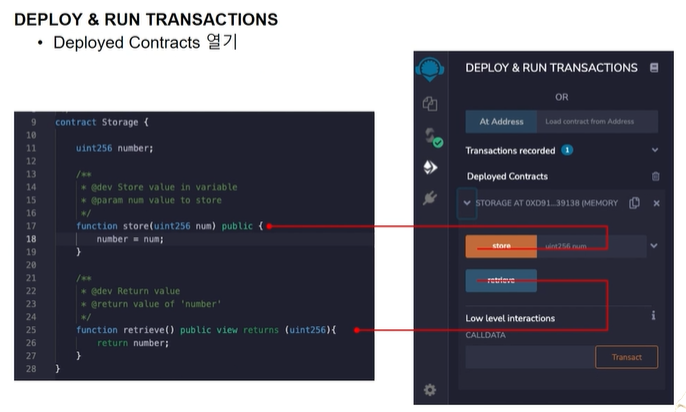 DEPLOY & RUN TRANSACTIONS
• Deployed Contracts 열기
9 contract Storage {
10
11 uint256 number;
12
13 /**
14 * @dev Store value in variable
15 * @param num value to store
16 */
17 function store(uint256 num) public {
18 number = num;
19 }
20
21 /**
22 * @dev Return value
23 * @return value of 'number'
24 */
25 function retrieve() public view returns (uint256){
26 return number;
27 }
28 }
DEPLOY & RUN TRANSACTIONS
OR
At Address Load contract from Address
Transactions recorded 1
Deployed Contracts
STORAGE AT 0XD91...39138 (MEMORY
store uint256 num
retrieve
Low level interactions
CALLDATA
Transact